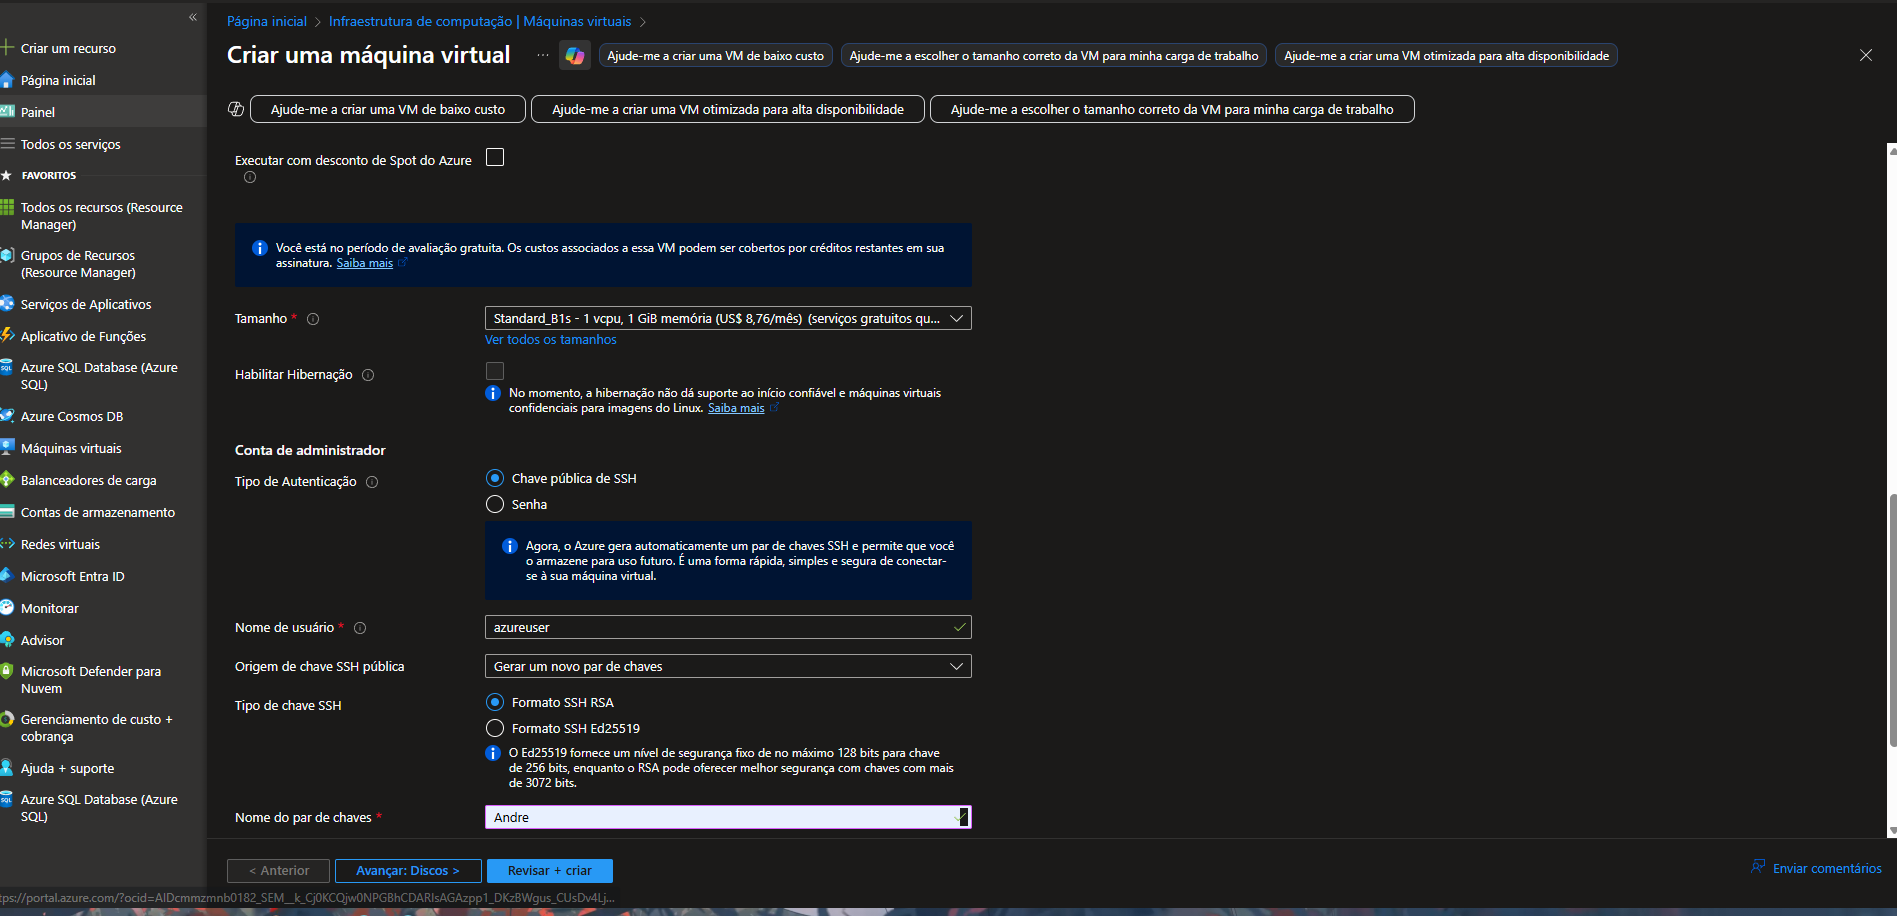 «
Criar um recurso
Página inicial
Painel
Todos os serviços
FAVORITOS
Todos os recursos (Resource
Manager)
Grupos de Recursos
(Resource Manager)
Serviços de Aplicativos
Aplicativo de Funções
Azure SQL Database (Azure
SQL)
Azure Cosmos DB
Máquinas virtuais
Balanceadores de carga
Contas de armazenamento
Redes virtuais
Microsoft Entra ID
Monitorar
Advisor
Microsoft Defender para
Nuvem
Gerenciamento de custo +
cobrança
Ajuda + suporte
Azure SQL Database (Azure
SQL)
Página inicial > Infraestrutura de computação | Máquinas virtuais >
Criar uma máquina virtual ...
Ajude-me a criar uma VM de baixo custo
Ajude-me a escolher o tamanho correto da VM para minha carga de trabalho
Ajude-me a criar uma VM otimizada para alta disponibilidade
Ajude-me a criar uma VM de baixo custo
Ajude-me a criar uma VM otimizada para alta disponibilidade
Ajude-me a escolher o tamanho correto da VM para minha carga de trabalho
Executar com desconto de Spot do Azure
Você está no período de avaliação gratuita. Os custos associados a essa VM podem ser cobertos por créditos restantes em sua
assinatura. Saiba mais
Tamanho *
Standard_B1s - 1 vcpu, 1 GiB memória (US$ 8,76/mês) (serviços gratuitos qu...
Ver todos os tamanhos
Habilitar Hibernação
No momento, a hibernação não dá suporte ao início confiável e máquinas virtuais
confidenciais para imagens do Linux. Saiba mais
Conta de administrador
Tipo de Autenticação
Chave pública de SSH
Senha
Agora, o Azure gera automaticamente um par de chaves SSH e permite que você
o armazene para uso futuro. É uma forma rápida, simples e segura de conectar-
se à sua máquina virtual.
Nome de usuário *
azureuser
Origem de chave SSH pública
Gerar um novo par de chaves
Tipo de chave SSH
Formato SSH RSA
Formato SSH Ed25519
O Ed25519 fornece um nível de segurança fixo de no máximo 128 bits para chave
de 256 bits, enquanto o RSA pode oferecer melhor segurança com chaves com mais
de 3072 bits.
Nome do par de chaves *
Andre
< Anterior
Avançar: Discos >
Revisar + criar
Enviar comentários